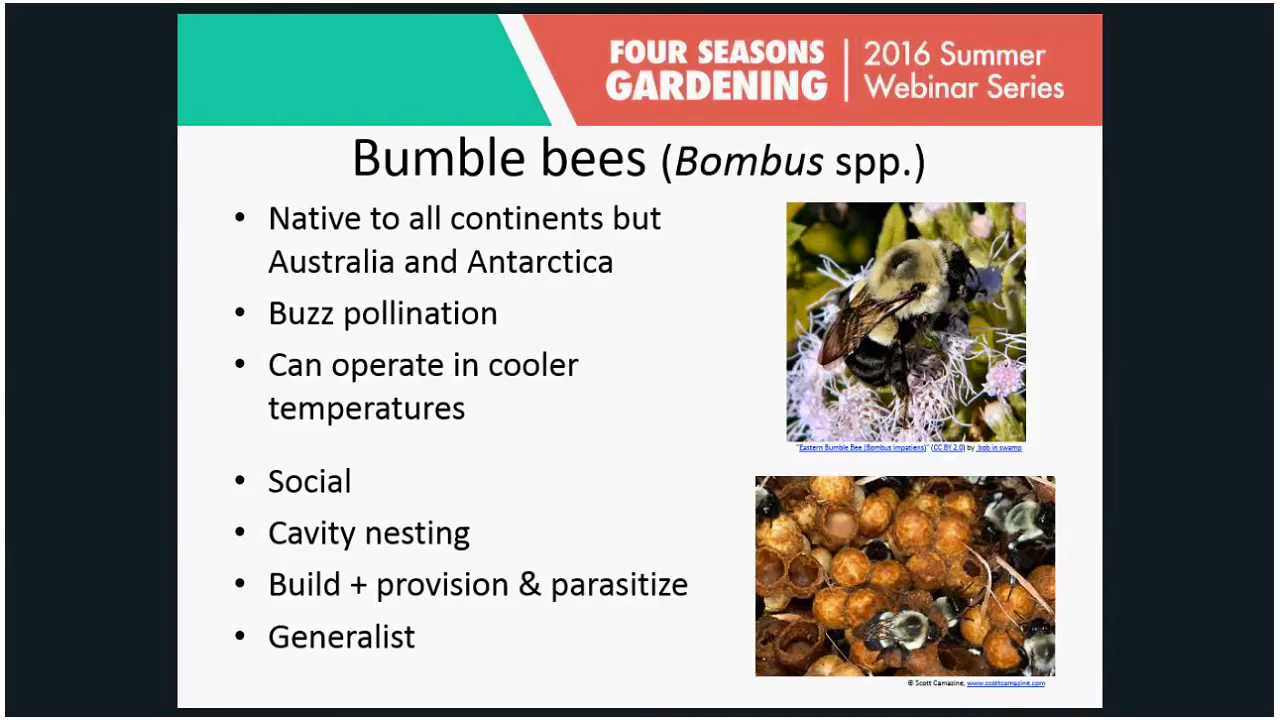 FOUR SEASONS
GARDENING
2016 Summer
Webinar Series
Bumble bees (Bombus spp.)
• Native to all continents but
Australia and Antarctica
• Buzz pollination
• Can operate in cooler
temperatures
• Social
• Cavity nesting
• Build + provision & parasitize
• Generalist
"Eastern Bumble Bee (Bombus impatiens)" (CC BY 2.0) by bob in swamp
© Scott Camazine, www.scottcamazine.com